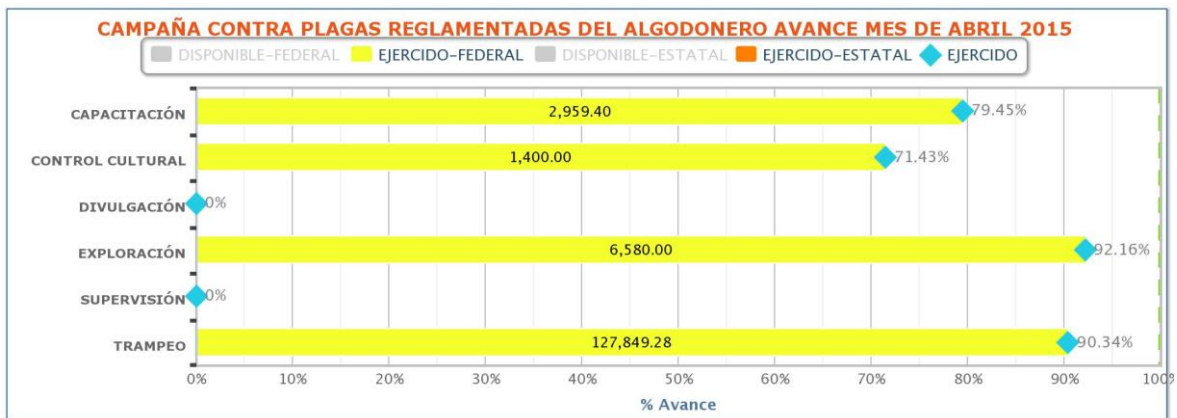 CAMPAÑA CONTRA PLAGAS REGLAMENTADAS DEL ALGODONERO AVANCE MES DE ABRIL 2015
DISPONIBLE-FEDERAL EJERCIDO-FEDERAL DISPONIBLE-ESTATAL EJERCIDO-ESTATAL EJERCIDO
CAPACITACIÓN 2,959.40 79.45%
CONTROL CULTURAL 1,400.00 71.43%
DIVULGACIÓN 0%
EXPLORACIÓN 6,580.00 92.16%
SUPERVISIÓN 0%
TRAMPEO 127,849.28 90.34%
0% 10% 20% 30% 40% 50% 60% 70% 80% 90% 100%
% Avance